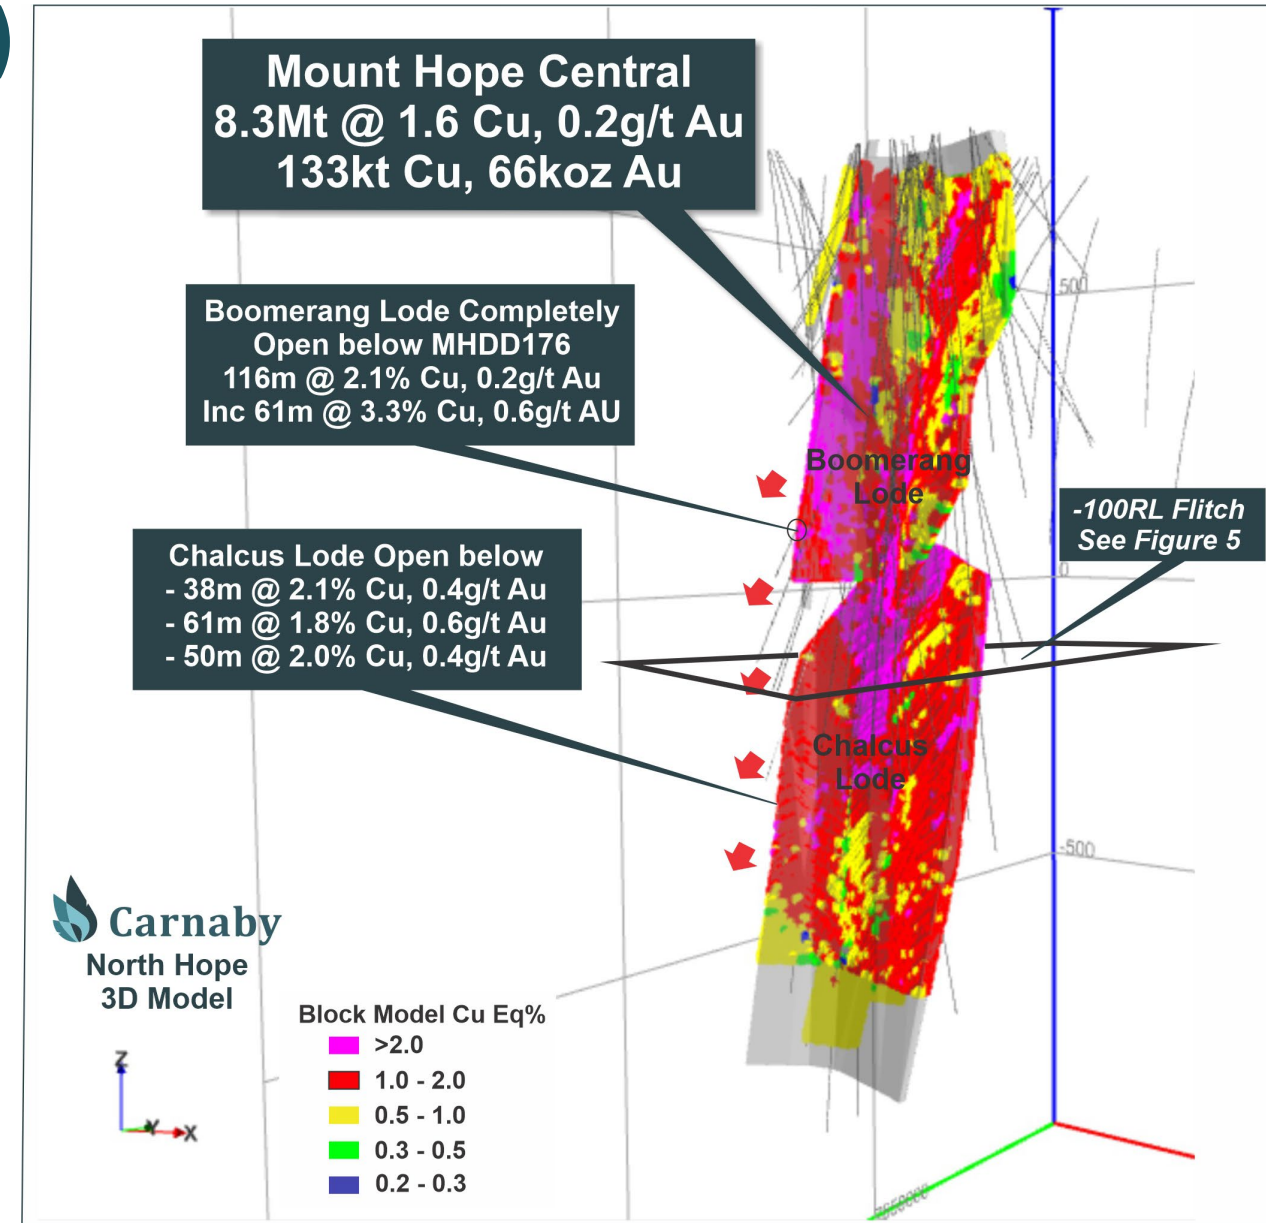 Mount Hope Central
8.3Mt @ 1.6 Cu, 0.2g/t Au
133kt Cu, 66koz Au
Boomerang Lode Completely
Open below MHDD176
116m @ 2.1% Cu, 0.2g/t Au
Inc 61m @ 3.3% Cu, 0.6g/t AU
Chalcus Lode Open below
- 38m @ 2.1% Cu, 0.4g/t Au
- 61m @ 1.8% Cu, 0.6g/t Au
- 50m @ 2.0% Cu, 0.4g/t Au
500
Boomerang
Lode
-100RL Flitch
See Figure 5
0
Chalcus
Lode
-500
Carnaby
North Hope
3D Model
Block Model Cu Eq%
>2.0
1.0 - 2.0
0.5 - 1.0
0.3 - 0.5
0.2 - 0.3
Z
Y
X